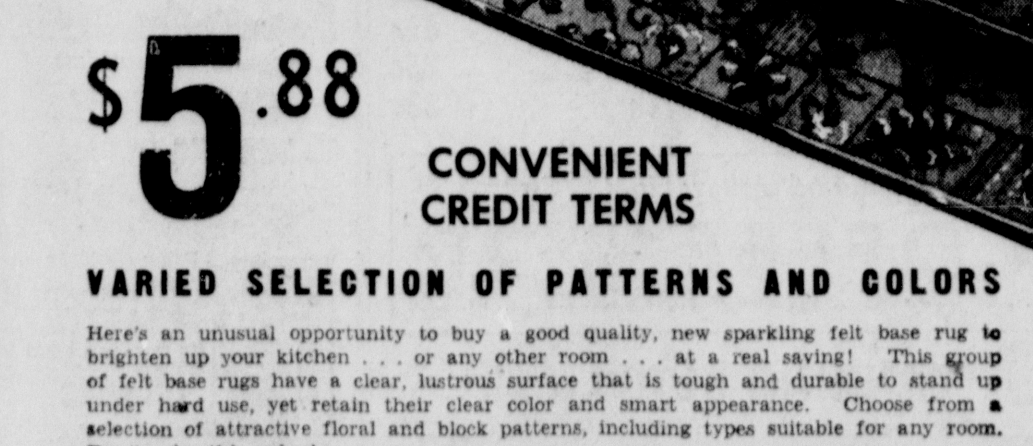 $5.88
CONVENIENT
CREDIT TERMS
VARIED SELECTION OF PATTERNS AND COLORS
Here's an unusual opportunity to buy a good quality, new sparkling felt base rug to
brighten up your kitchen . . . or any other room . . . at a real saving! This group
of felt base rugs have a clear, lustrous surface that is tough and durable to stand up
under hard use, yet retain their clear color and smart appearance. Choose from a
selection of attractive floral and block patterns, including types suitable for any room.